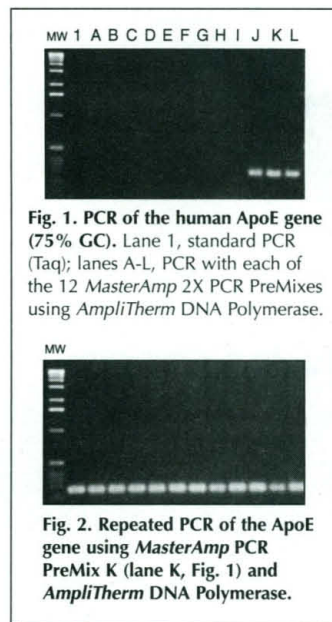 MW 1 A B C D E F G H I J K L
Fig. 1. PCR of the human ApoE gene
(75% GC). Lane 1, standard PCR
(Taq); lanes A-L, PCR with each of
the 12 MasterAmp 2X PCR PreMixes
using AmpliTherm DNA Polymerase.
MW
Fig. 2. Repeated PCR of the ApoE
gene using MasterAmp PCR
PreMix K (lane K, Fig. 1) and
AmpliTherm DNA Polymerase.